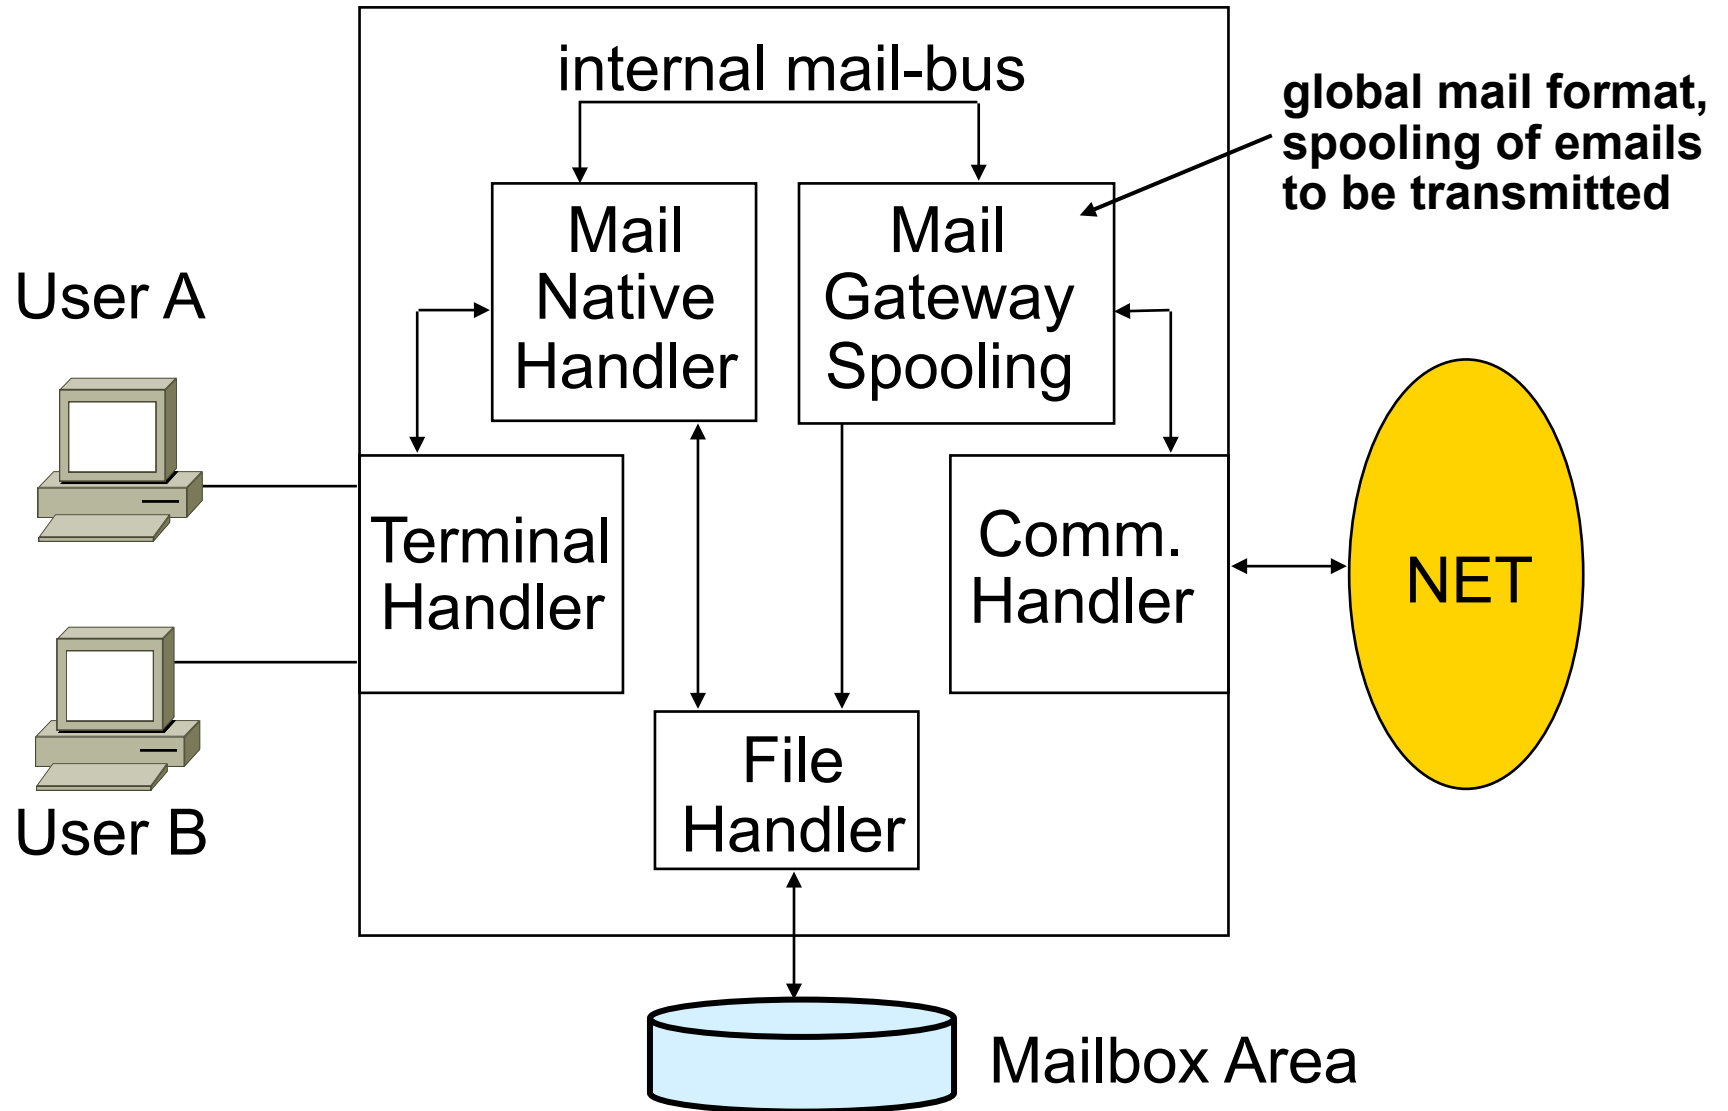 internal mail-bus
global mail format,
spooling of emails
to be transmitted
Mail
Native
Handler
Mail
Gateway
Spooling
User A
Terminal
Handler
Comm.
Handler
NET
File
Handler
User B
Mailbox Area